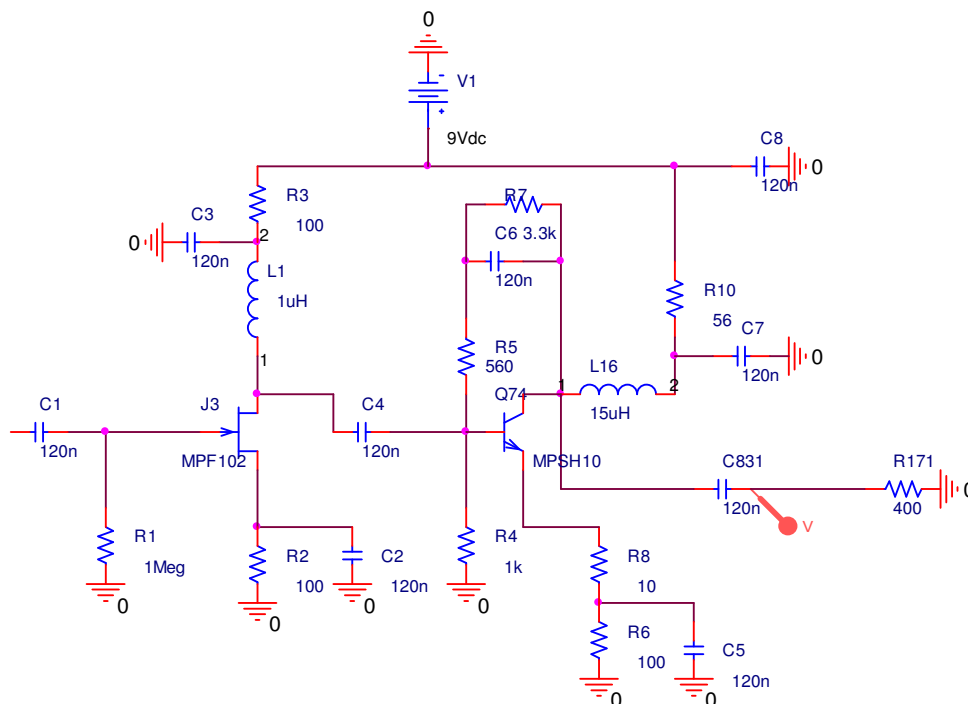 0
-
V1
+
9Vdc
C8
0
120n
R3
100
R7
C3
C6 3.3k
0
2
120n
L1
120n
1uH
R10
56
C7
R5
560
0
L16
120n
1
Q74
1
2
C1
J3
C4
15uH
120n
MPF102
120n
MPSH10
C831
R171
0
120n
400
V
R1
1Meg
R2
100
C2
120n
R4
1k
R8
10
0
0
0
0
R6
100
C5
120n
0
0